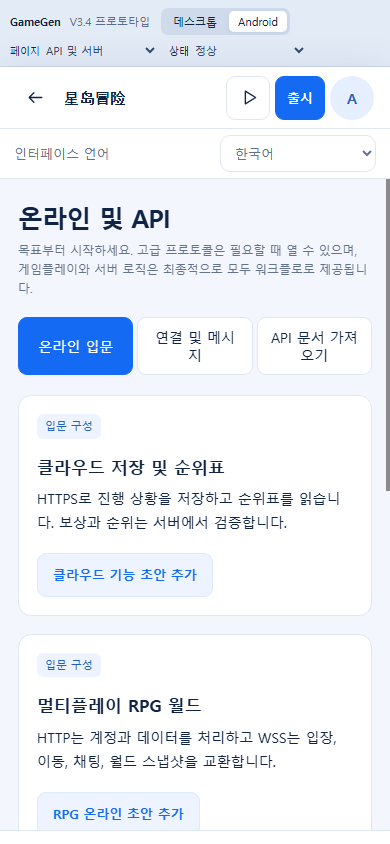 GameGen V3.4 프로토타입 데스크톱 Android
페이지 API 및 서버 상태 정상
星岛冒险 출시 A
인터페이스 언어 한국어
온라인 및 API
목표부터 시작하세요. 고급 프로토콜은 필요할 때 열 수 있으며,
게임플레이와 서버 로직은 최종적으로 모두 워크플로로 제공됩니
다.
온라인 입문
연결 및 메시
지
API 문서 가져
오기
입문 구성
클라우드 저장 및 순위표
HTTPS로 진행 상황을 저장하고 순위표를 읽습니
다. 보상과 순위는 서버에서 검증합니다.
클라우드 기능 초안 추가
입문 구성
멀티플레이 RPG 월드
HTTP는 계정과 데이터를 처리하고 WSS는 입장,
이동, 채팅, 월드 스냅샷을 교환합니다.
RPG 온라인 초안 추가